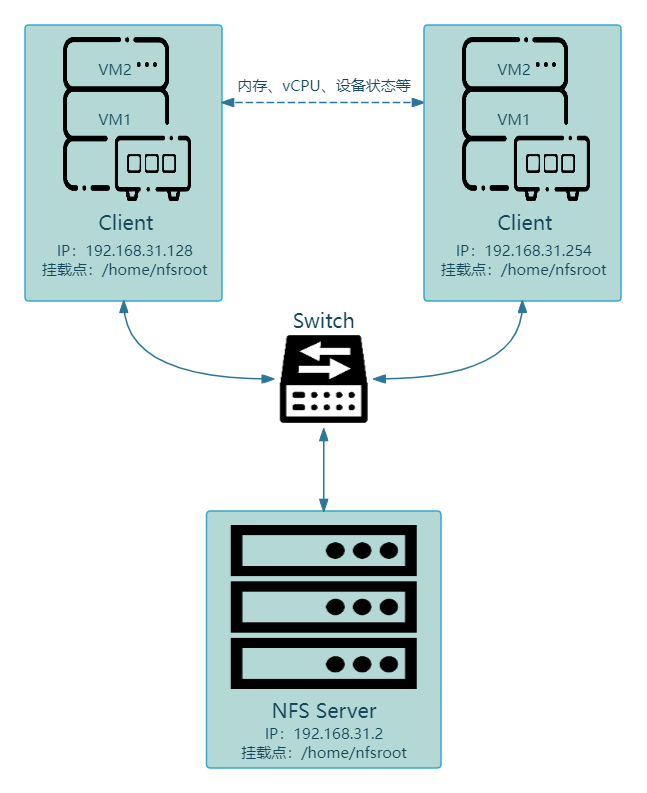 VM2
VM1
Client
IP：192.168.31.128
挂载点：/home/nfsroot
内存、vCPU、设备状态等
VM2
VM1
Client
IP：192.168.31.254
挂载点：/home/nfsroot
Switch
NFS Server
IP：192.168.31.2
挂载点：/home/nfsroot